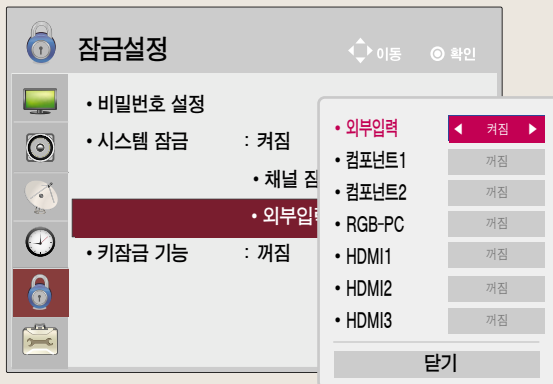 잠금설정 이동 확인
• 비밀번호 설정
• 시스템 잠금 : 켜짐
• 채널 잠
• 외부입
• 키잠금 기능 : 꺼짐
• 외부입력 ◀ 켜짐 ▶
• 컴포넌트1 꺼짐
• 컴포넌트2 꺼짐
• RGB-PC 꺼짐
• HDMI1 꺼짐
• HDMI2 꺼짐
• HDMI3 꺼짐
닫기